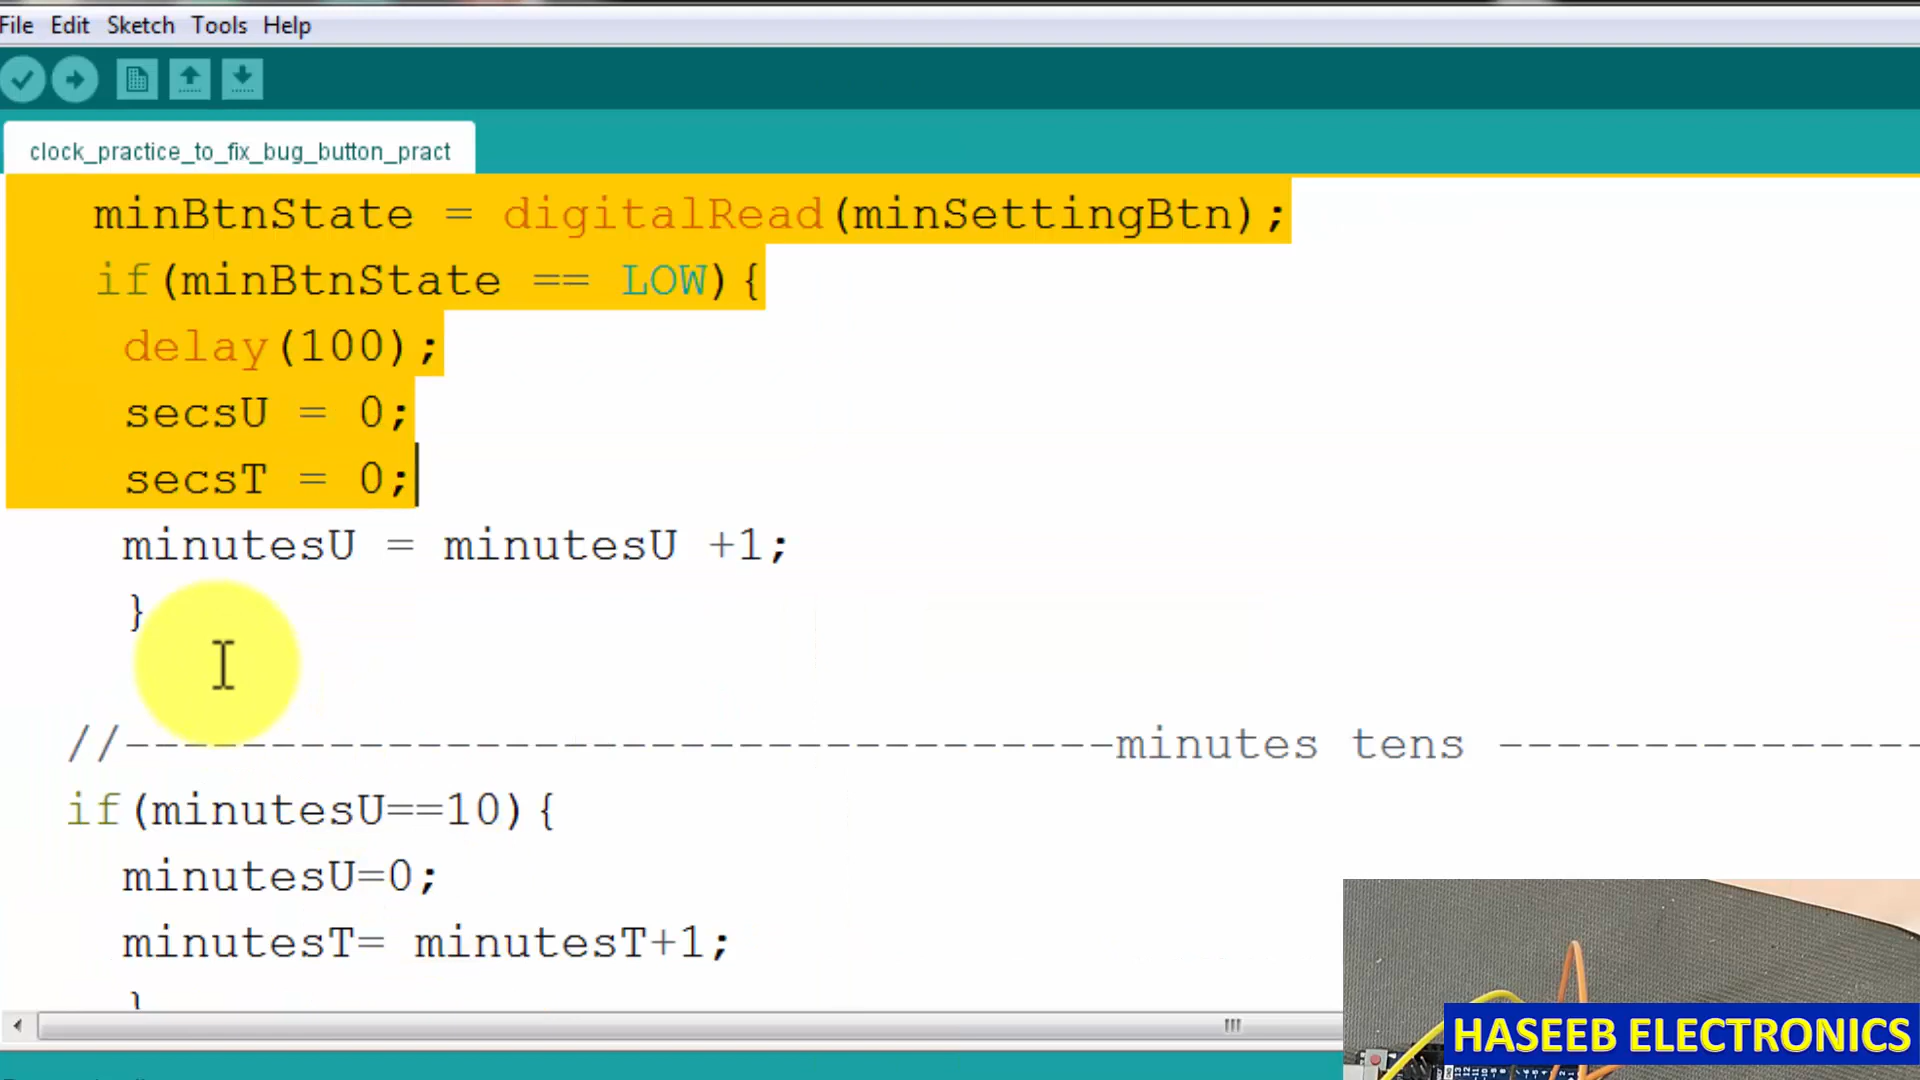 File Edit Sketch Tools Help
clock_practice_to_fix_bug_button_pract
minBtnState = digitalRead(minSettingBtn);
if(minBtnState == LOW){
delay(100);
secsU = 0;
secsT = 0;
minutesU = minutesU +1;
}
//----------------------------------minutes tens ---------------
if(minutesU==10){
minutesU=0;
minutesT= minutesT+1;
}
HASEEB ELECTRONICS